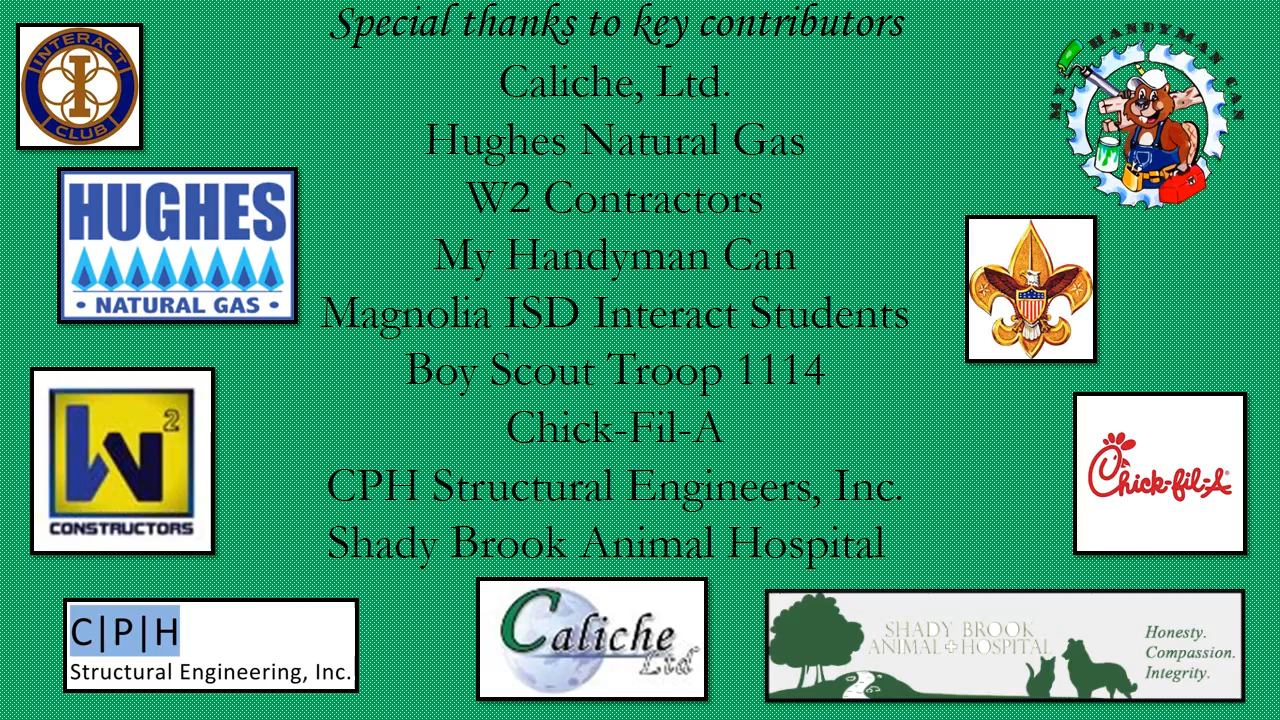 Special thanks to key contributors
Caliche, Ltd.
Hughes Natural Gas
W2 Contractors
My Handyman Can
Magnolia ISD Interact Students
Boy Scout Troop 1114
Chick-Fil-A
CPH Structural Engineers, Inc.
Shady Brook Animal Hospital
INTERACT
I
CLUB
MY HANDYMAN CAN
HUGHES
• NATURAL GAS •
W2
CONSTRUCTORS
Chick-fil-A®
C|P|H
Structural Engineering, Inc.
Caliche
Ltd
SHADY BROOK
ANIMAL + HOSPITAL
Honesty.
Compassion.
Integrity.